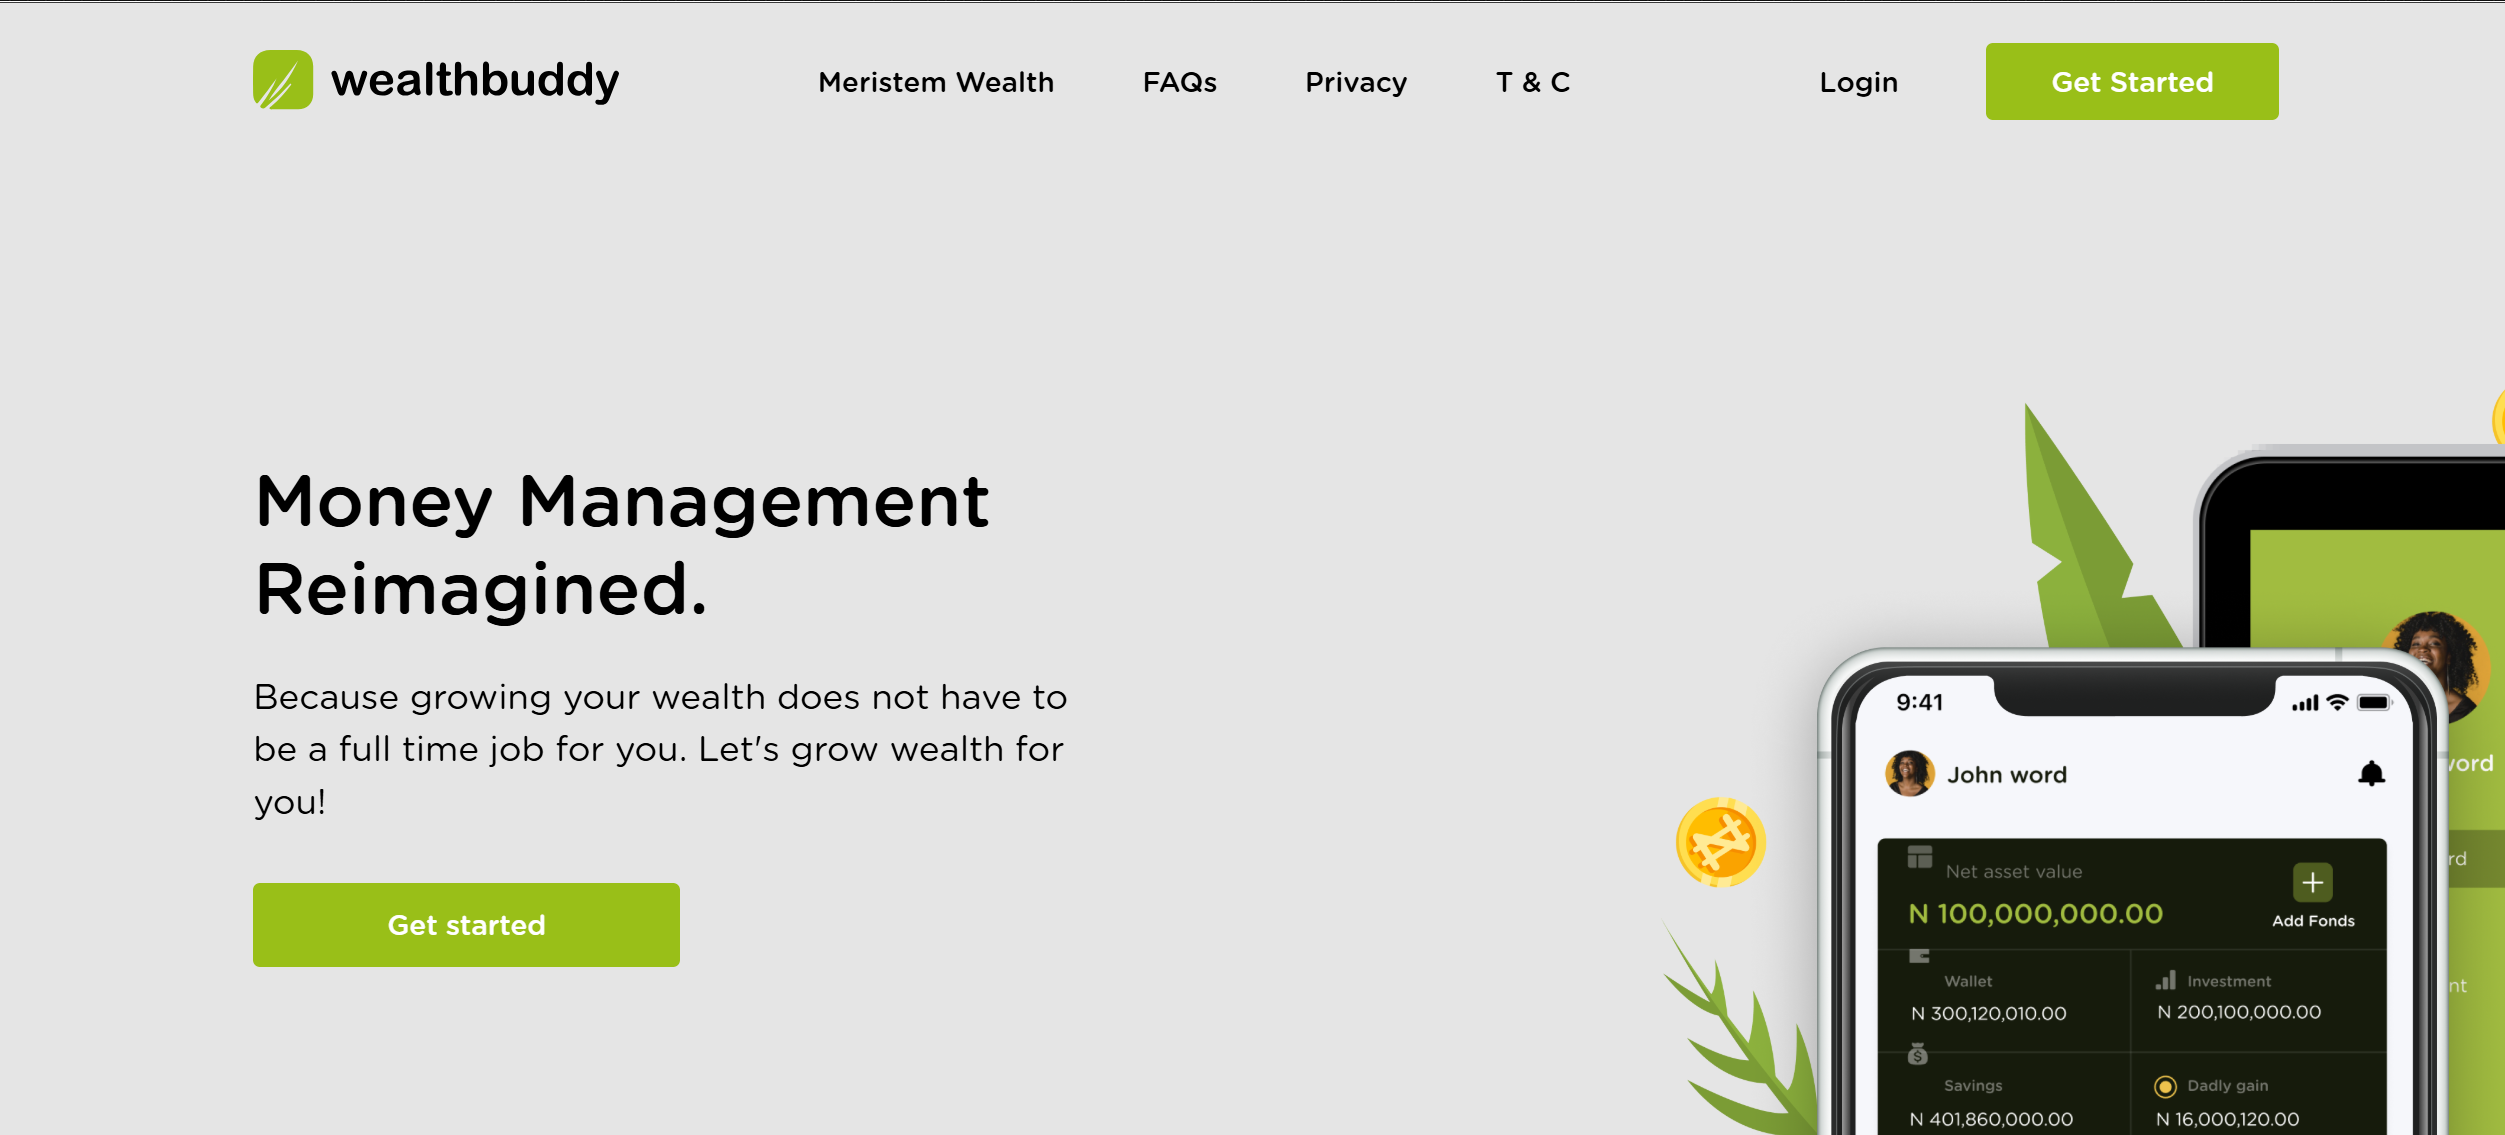 wealthbuddy
Meristem Wealth
FAQs
Privacy
T & C
Login
Get Started
Money Management
Reimagined.
Because growing your wealth does not have to
be a full time job for you. Let's grow wealth for
you!
Get started
9:41
John word
Net asset value
N 100,000,000.00
Add Fonds
Wallet
N 300,120,010.00
Investment
N 200,100,000.00
Savings
N 401,860,000.00
Dadly gain
N 16,000,120.00